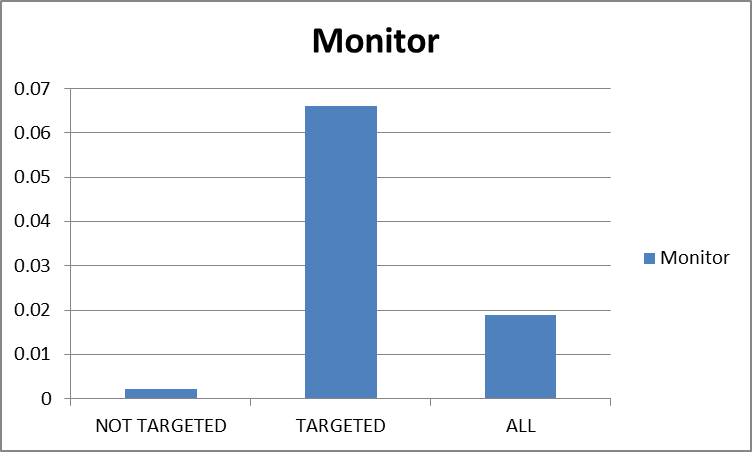 Monitor
0.07
0.06
0.05
0.04
0.03
0.02
0.01
0
NOT TARGETED
TARGETED
ALL
Monitor